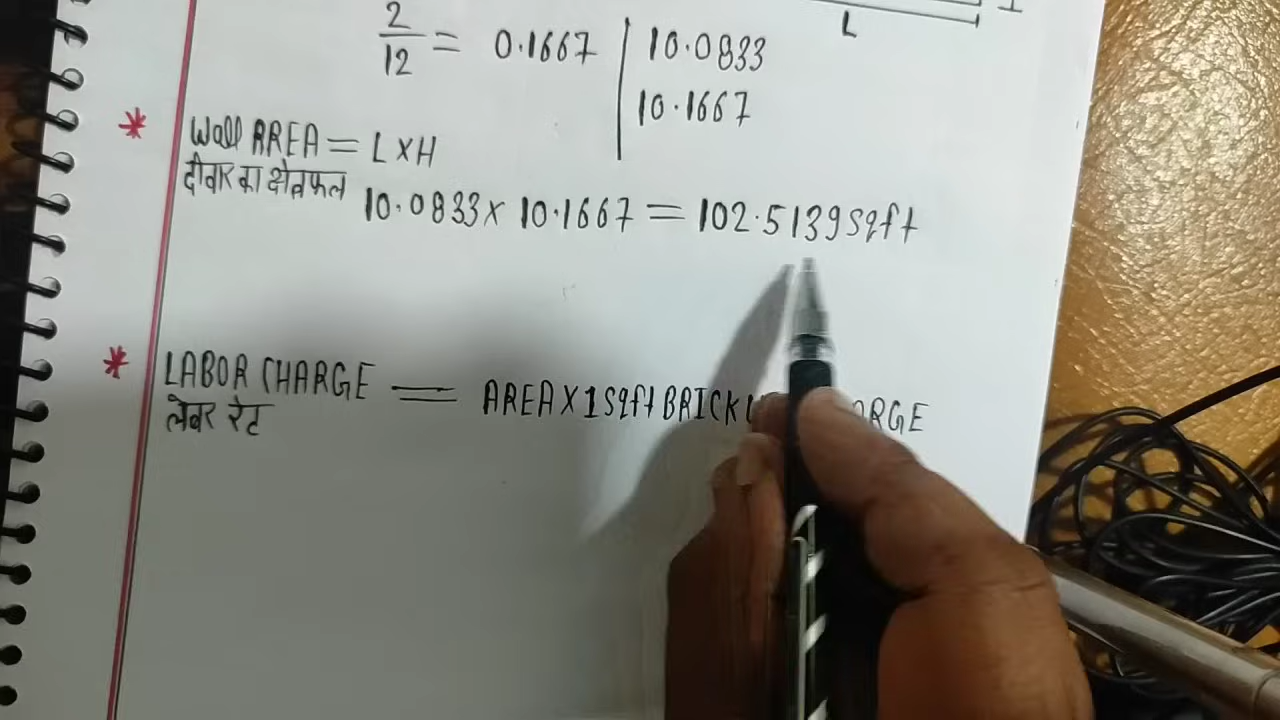 2/12 = 0.1667 | 10.0833
10.1667
L
* Wall AREA = L X H
दीवार का क्षेत्रफल
10.0833 X 10.1667 = 102.5139 sqft
* LABOR CHARGE = AREA X 1 sqft BRICK
लेबर रेट